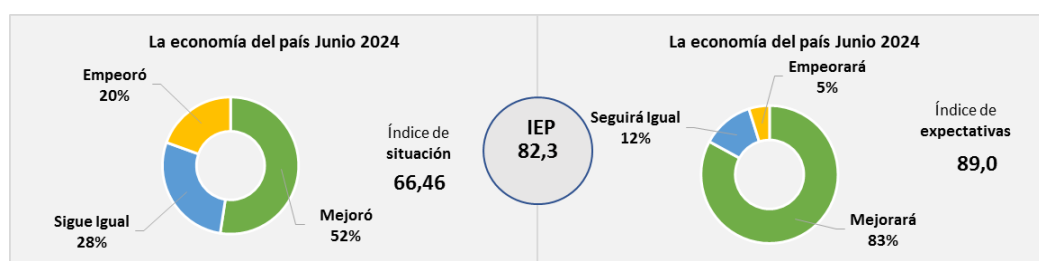 La economía del país Junio 2024
Empeoró
20%
Índice de
situación
66,46
Sigue Igual
28%
Mejoró
52%
IEP
82,3
La economía del país Junio 2024
Empeorará
5%
Seguirá Igual
12%
Índice de
expectativas
89,0
Mejorará
83%